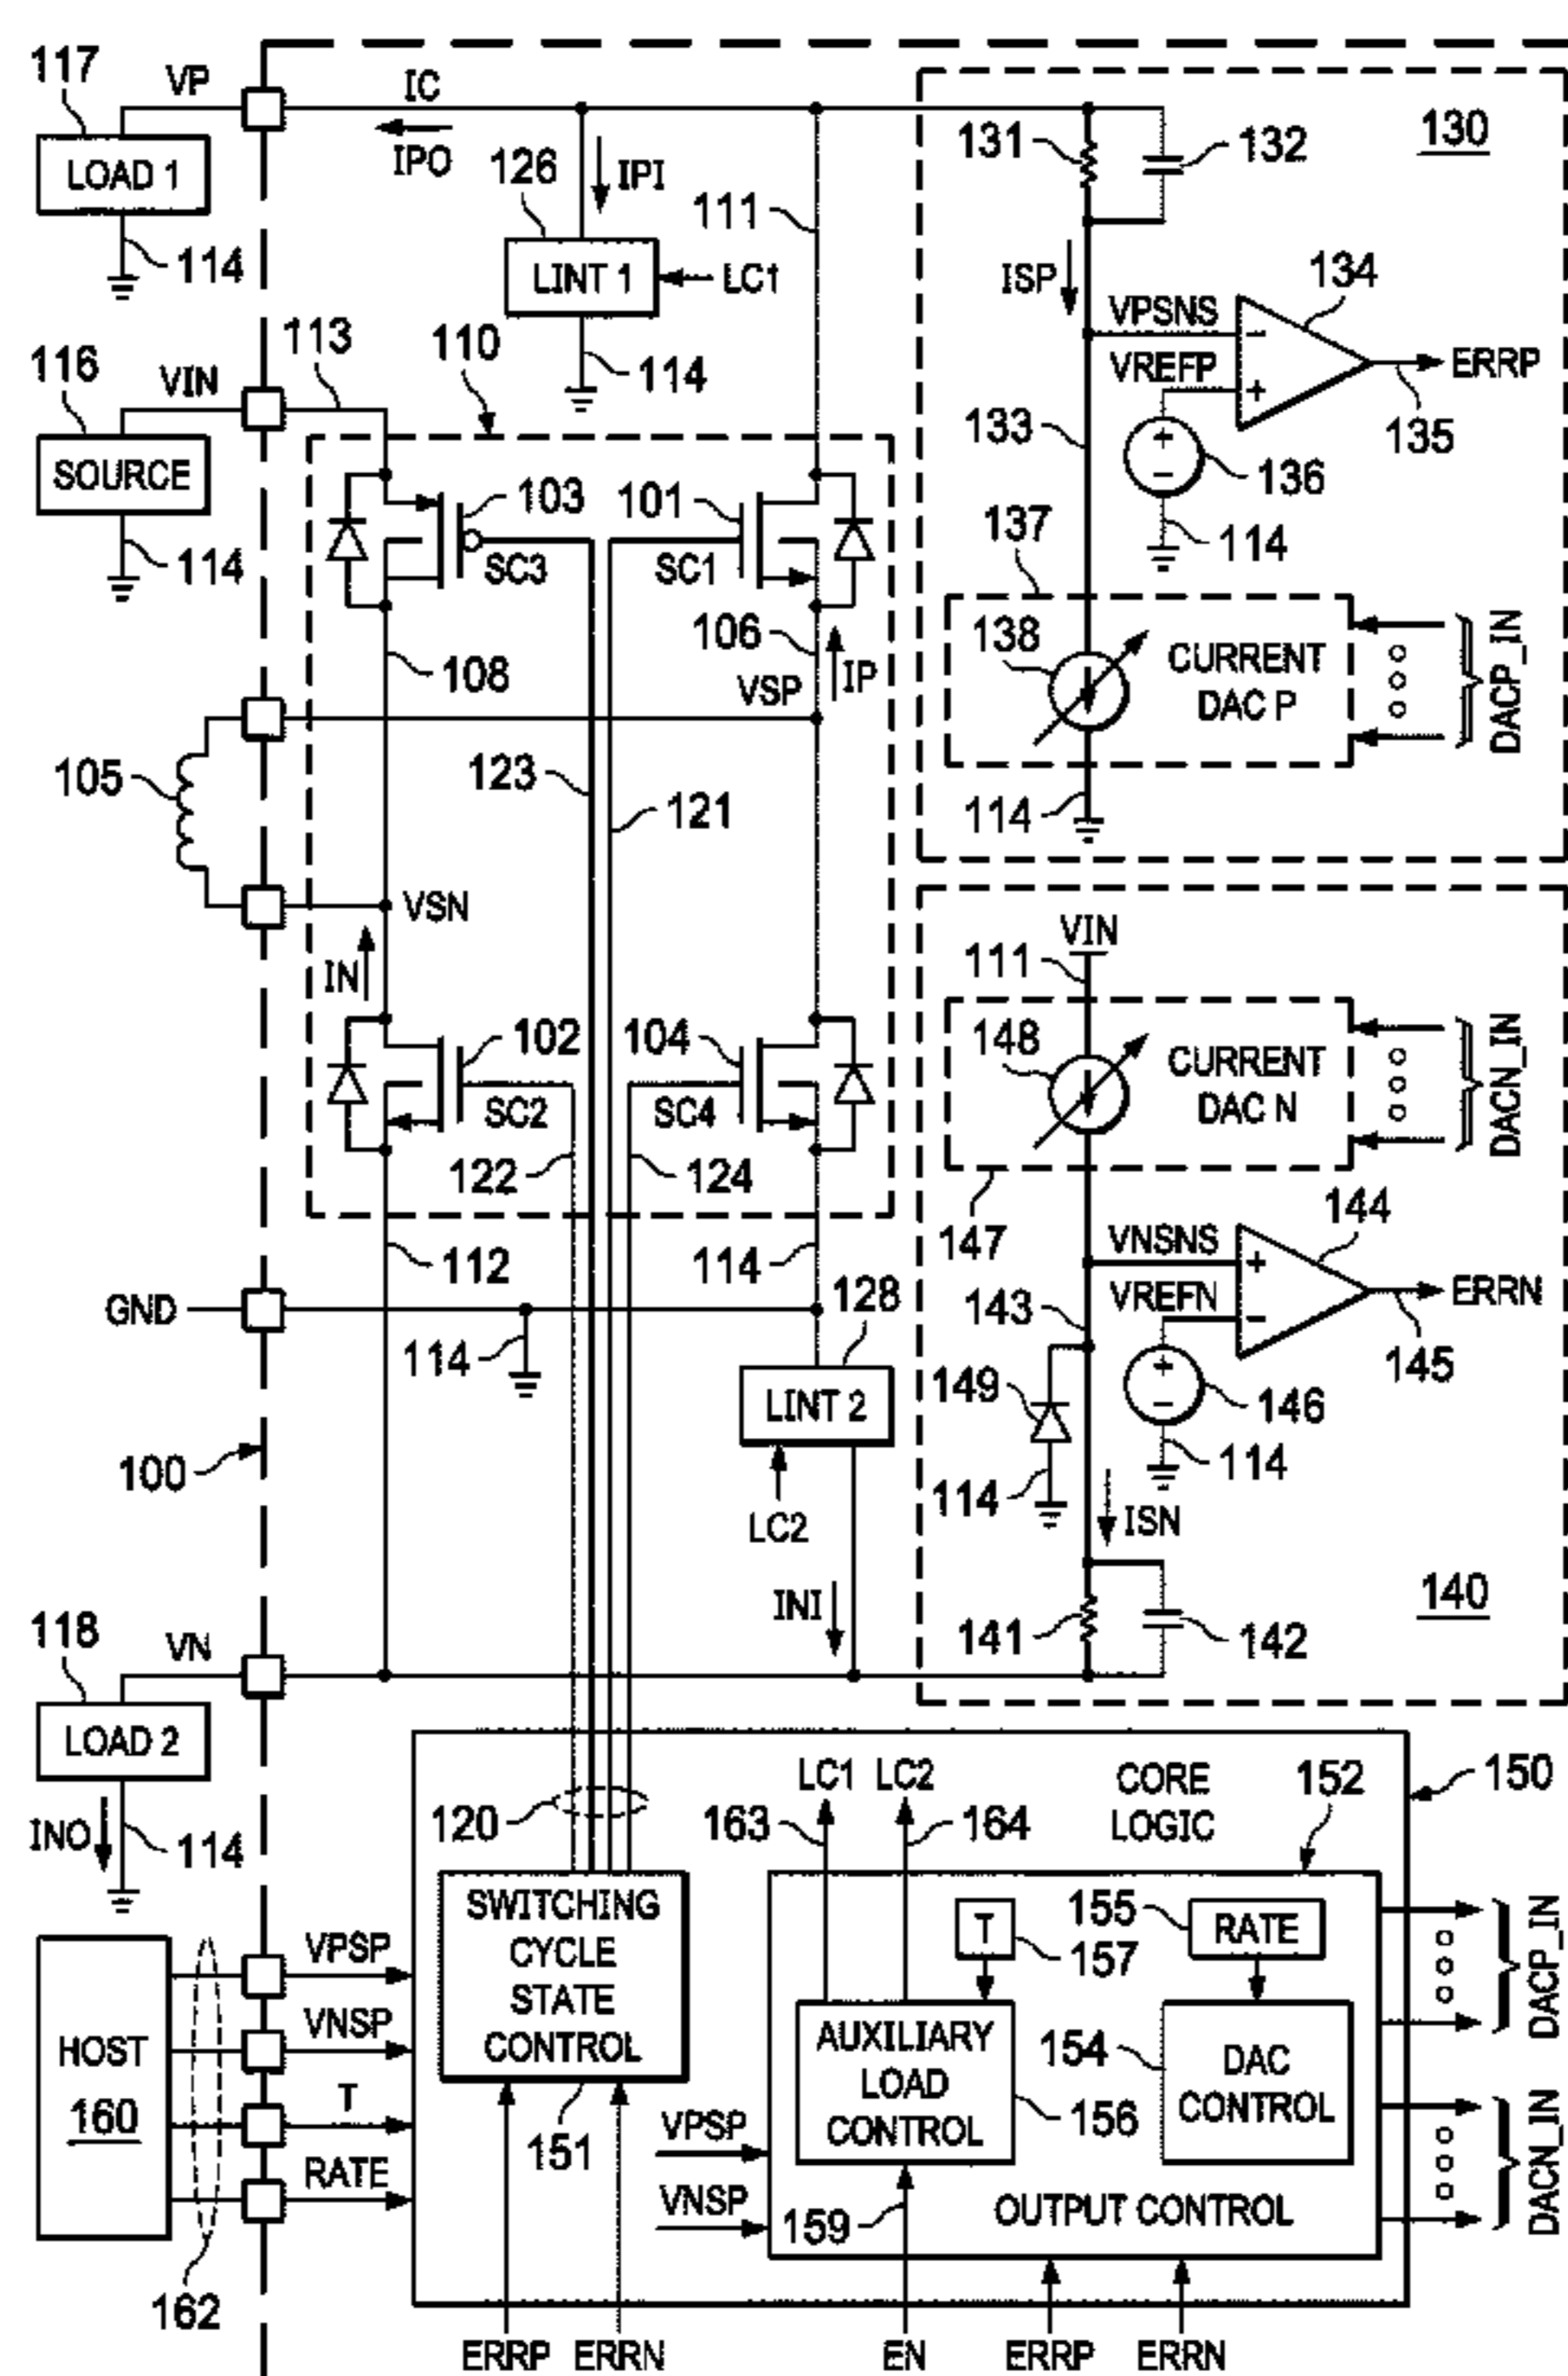 117
VP
IC
IPO
LOAD 1
114
126
IPI
LINT 1
LC1
114
111
131
132
130
ISP
VPSNS
VREFP
134
ERRP
135
133
136
114
137
138
CURRENT
DAC P
DACP_IN
114
116
VIN
113
SOURCE
114
110
103
SC3
101
SC1
108
106
VSP
IP
105
123
121
VSN
IN
102
SC2
104
SC4
122
124
112
114
GND
114
128
LINT 2
LC2
100
INI
VIN
111
148
CURRENT
DAC N
DACN_IN
147
VNSNS
VREFN
144
ERRN
145
143
149
114
146
114
ISN
141
142
140
118
VN
LOAD 2
INO
114
120
LC1
LC2
CORE
LOGIC
152
150
163
164
SWITCHING
CYCLE
STATE
CONTROL
151
T
157
155
RATE
AUXILIARY
LOAD
CONTROL
156
154
DAC
CONTROL
DACP_IN
DACN_IN
HOST
160
VPSP
VNSP
T
RATE
162
VPSP
VNSP
159
OUTPUT CONTROL
ERRP
ERRN
EN
ERRP
ERRN